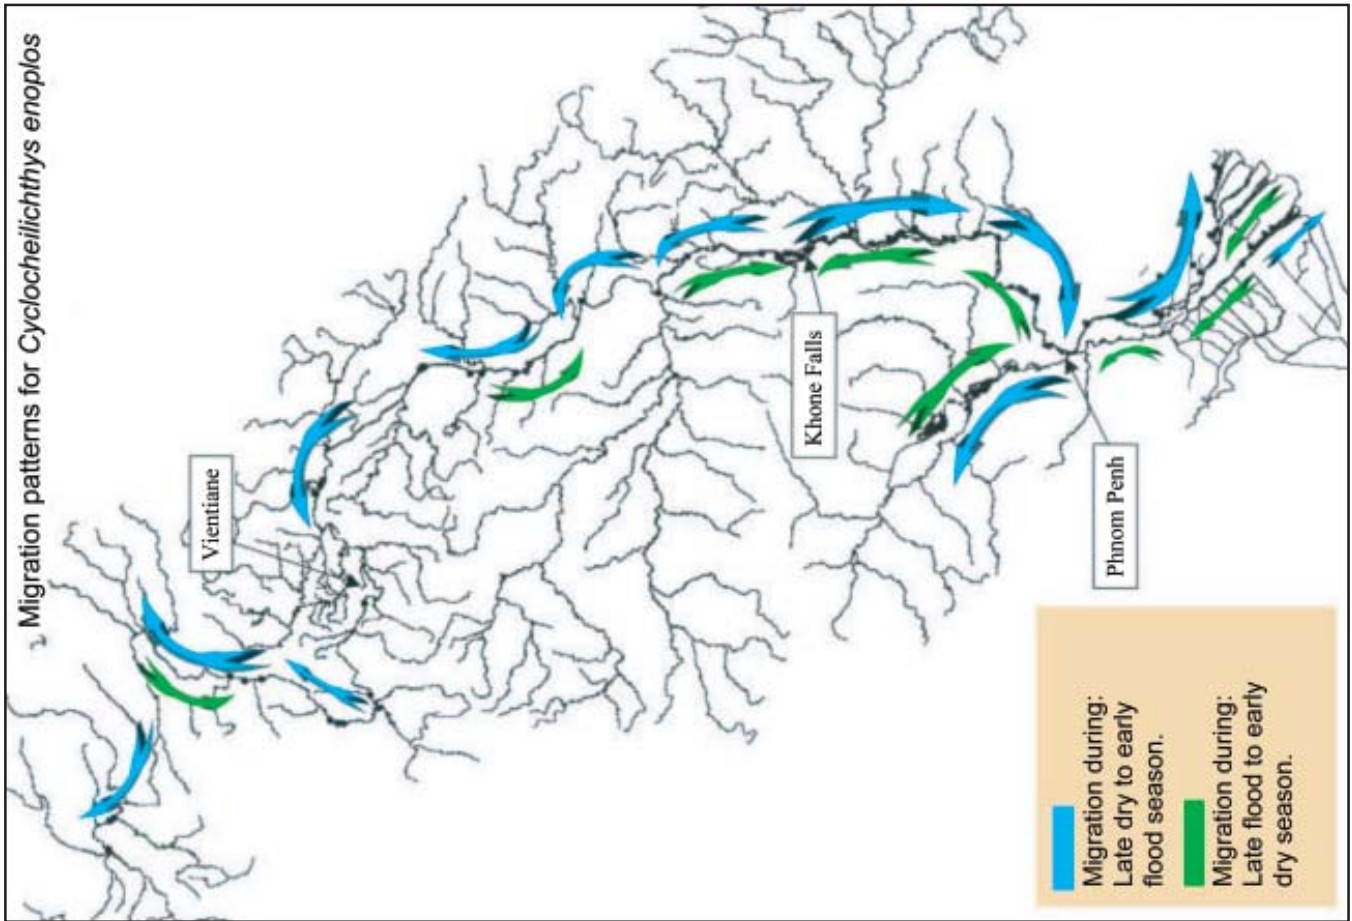 Migration patterns for Cyclocheilichthys enoplos
Vientiane
Khone Falls
Phnom Penh
Migration during:
Late dry to early
flood season.
Migration during:
Late flood to early
dry season.